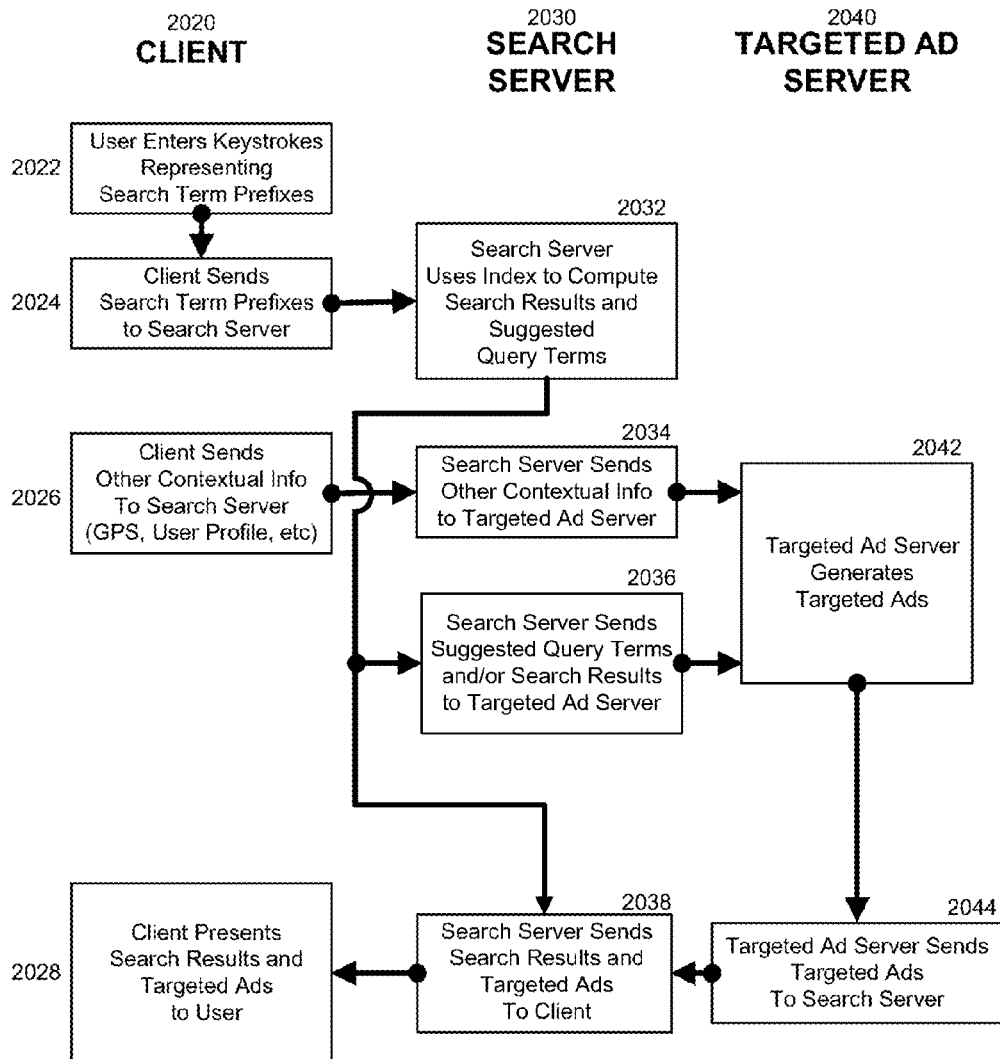 2020
CLIENT
2030
SEARCH
SERVER
2040
TARGETED AD
SERVER
2022
User Enters Keystrokes
Representing
Search Term Prefixes
2024
Client Sends
Search Term Prefixes
to Search Server
2032
Search Server
Uses Index to Compute
Search Results and
Suggested
Query Terms
2026
Client Sends
Other Contextual Info
To Search Server
(GPS, User Profile, etc)
2034
Search Server Sends
Other Contextual Info
to Targeted Ad Server
2042
Targeted Ad Server
Generates
Targeted Ads
2036
Search Server Sends
Suggested Query Terms
and/or Search Results
to Targeted Ad Server
2028
Client Presents
Search Results and
Targeted Ads
to User
2038
Search Server Sends
Search Results and
Targeted Ads
To Client
2044
Targeted Ad Server Sends
Targeted Ads
To Search Server